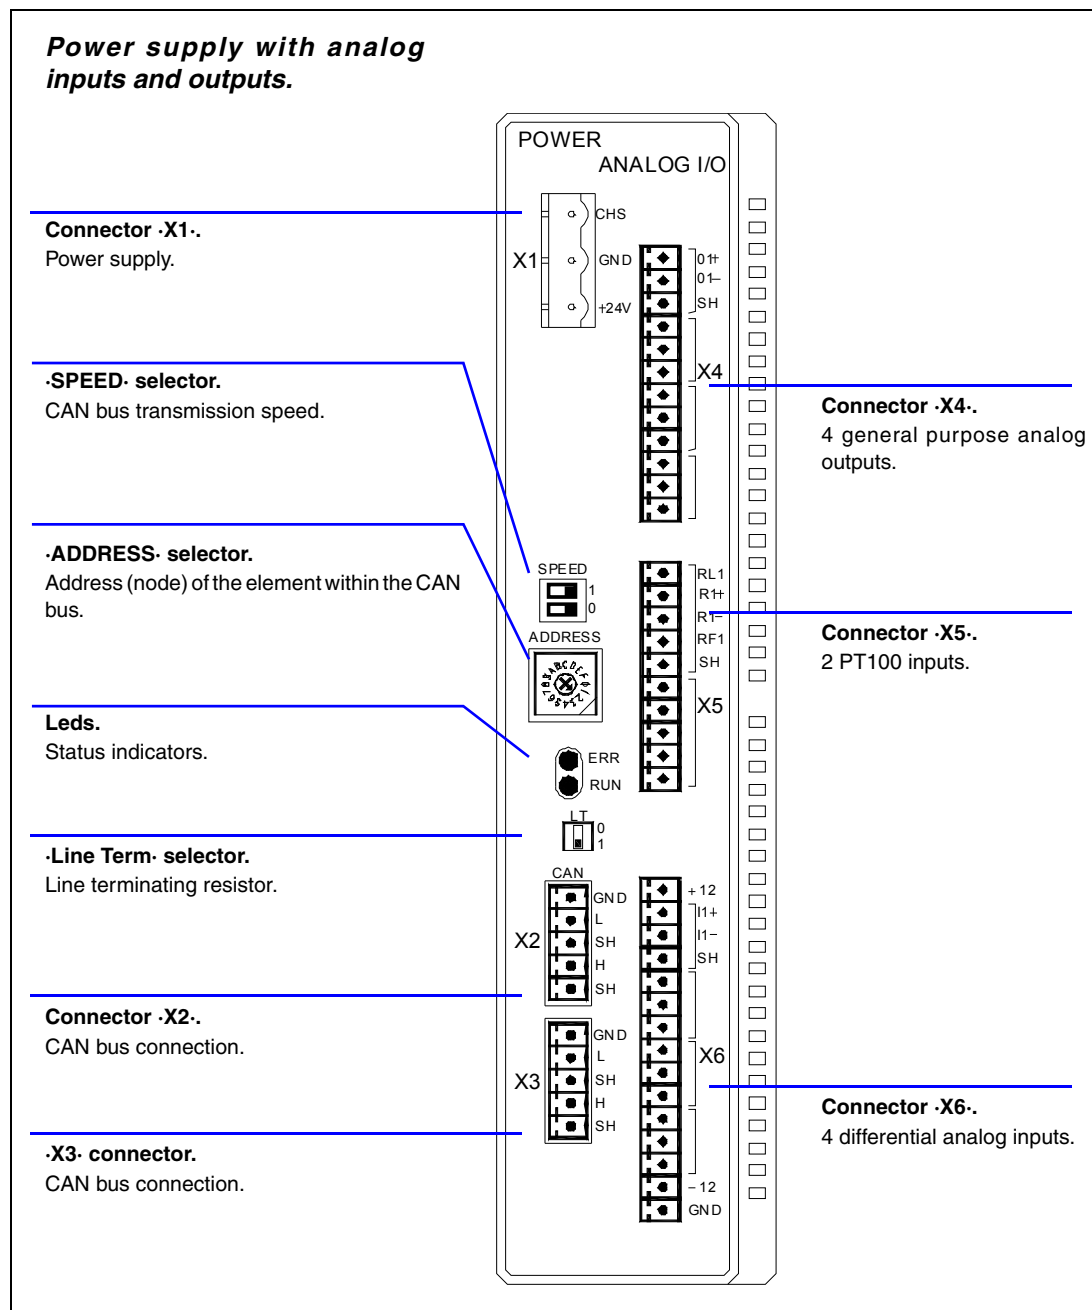 Power supply with analog
inputs and outputs.
POWER
ANALOG I/O
Connector ·X1·.
Power supply.
X1
CHS
GND
+24V
01+
01–
SH
X4
·SPEED· selector.
CAN bus transmission speed.
Connector ·X4·.
4 general purpose analog
outputs.
·ADDRESS· selector.
Address (node) of the element within the CAN
bus.
SPEED
1
0
ADDRESS
RL1
R1+
R1–
RF1
SH
X5
Connector ·X5·.
2 PT100 inputs.
Leds.
Status indicators.
ERR
RUN
LT
0
1
·Line Term· selector.
Line terminating resistor.
CAN
X2
GND
L
SH
H
SH
+12
I1+
I1–
SH
X6
–12
GND
Connector ·X2·.
CAN bus connection.
X3
GND
L
SH
H
SH
Connector ·X6·.
4 differential analog inputs.
·X3· connector.
CAN bus connection.